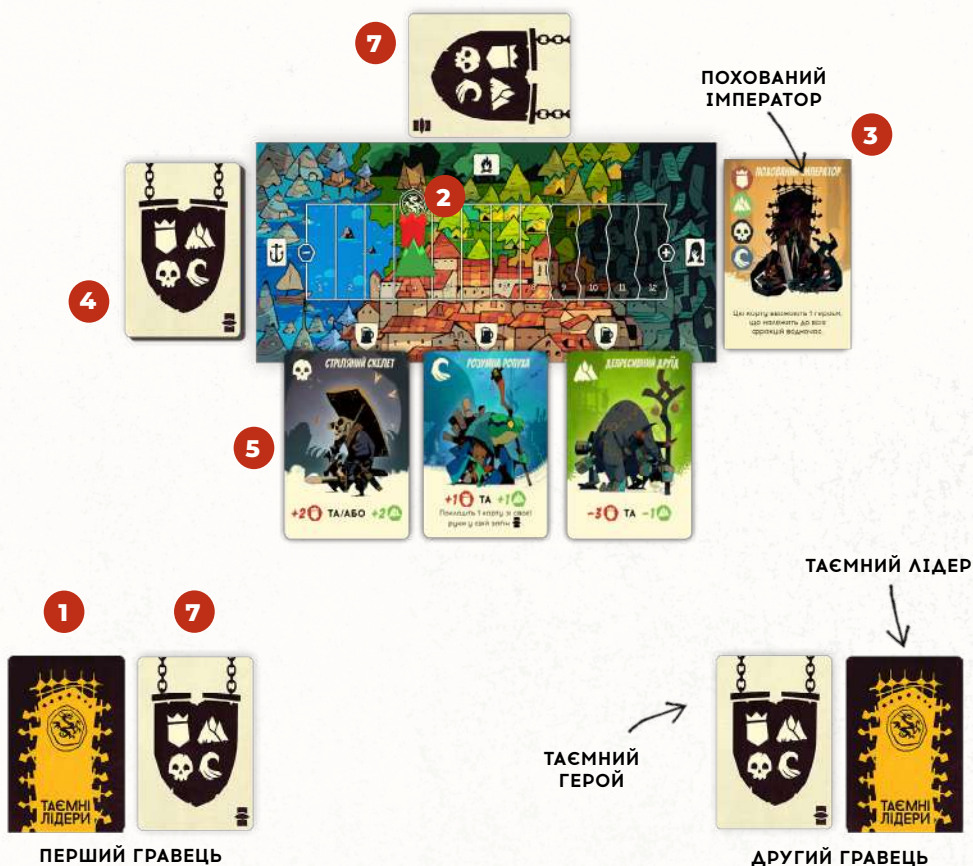 7
ПОХОВАНИЙ
ІМПЕРАТОР
3
ПОХОВАНИЙ ІМПЕРАТОР
2
4
1 2 9 10 11 12
Цю карту вважають 1 героєм,
що належить до всіх
фракцій водночас
5
СТРІЛЯНИЙ СКЕЛЕТ
+2 ТА/АБО +2
РОЗУМНА РОПУХА
+1 ТА +1
Покладіть 1 карту зі своєї
руки у свій загін
ДЕПРЕСИВНИЙ ДРУЇД
-3 ТА -1
ТАЄМНИЙ ЛІДЕР
1
7
ТАЄМНИЙ
ГЕРОЙ
ТАЄМНІ
ЛІДЕРИ
ТАЄМНІ
ЛІДЕРИ
ПЕРШИЙ ГРАВЕЦЬ
ДРУГИЙ ГРАВЕЦЬ